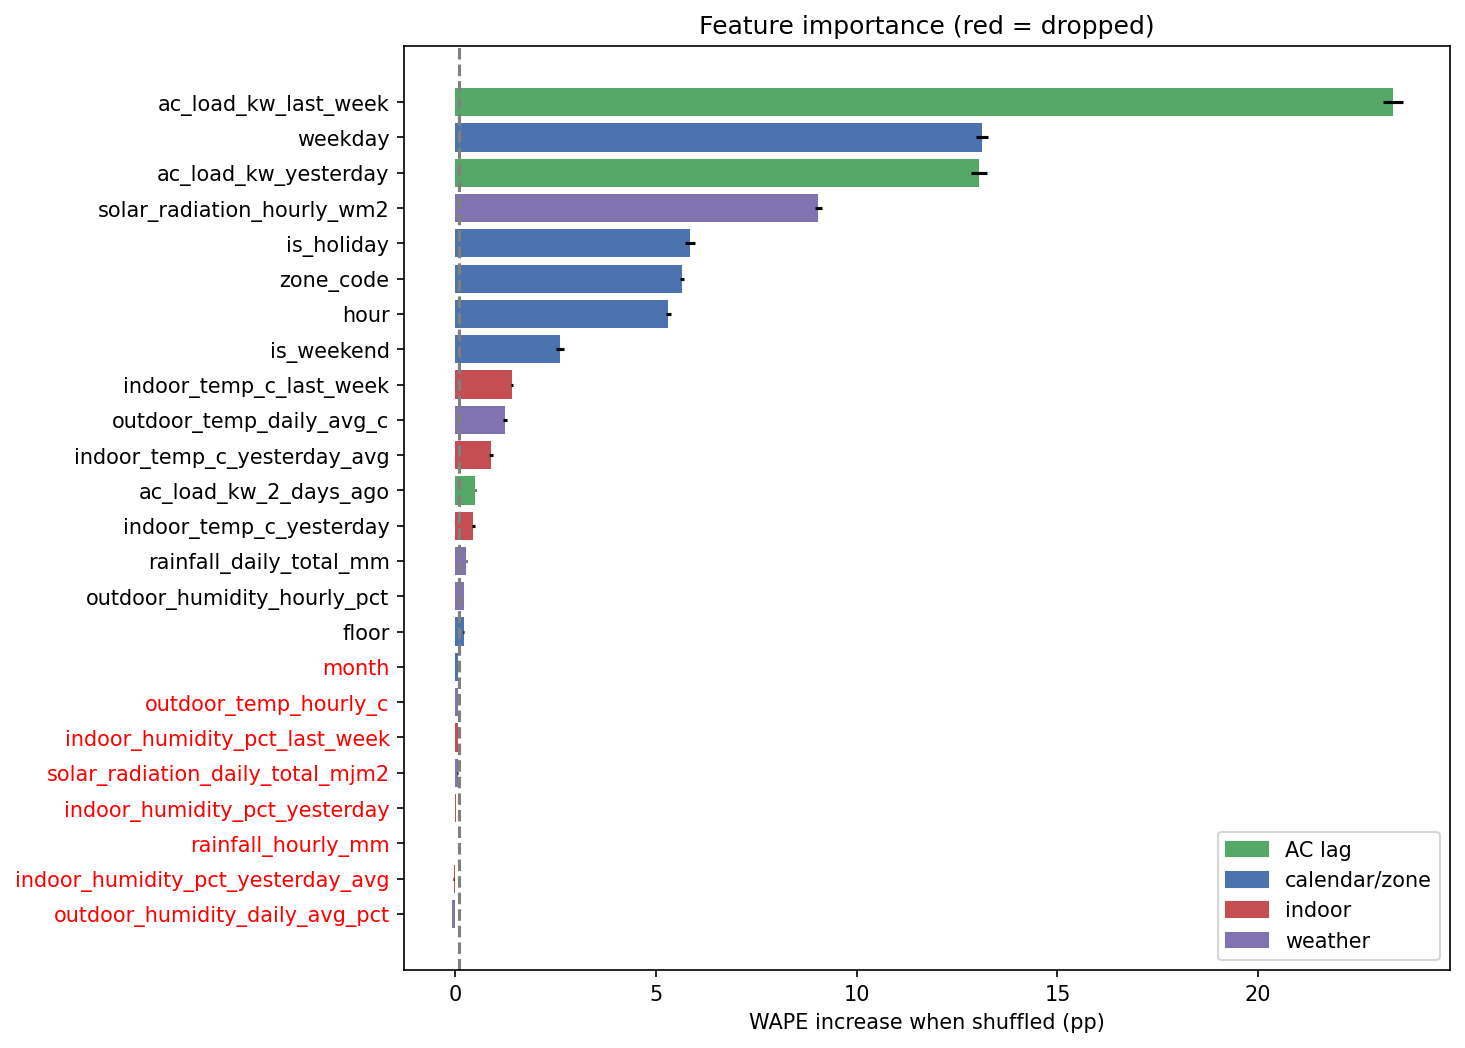 Feature importance (red = dropped)
ac_load_kw_last_week
weekday
ac_load_kw_yesterday
solar_radiation_hourly_wm2
is_holiday
zone_code
hour
is_weekend
indoor_temp_c_last_week
outdoor_temp_daily_avg_c
indoor_temp_c_yesterday_avg
ac_load_kw_2_days_ago
indoor_temp_c_yesterday
rainfall_daily_total_mm
outdoor_humidity_hourly_pct
floor
month
outdoor_temp_hourly_c
indoor_humidity_pct_last_week
solar_radiation_daily_total_mjm2
indoor_humidity_pct_yesterday
rainfall_hourly_mm
indoor_humidity_pct_yesterday_avg
outdoor_humidity_daily_avg_pct
AC lag
calendar/zone
indoor
weather
0 5 10 15 20
WAPE increase when shuffled (pp)